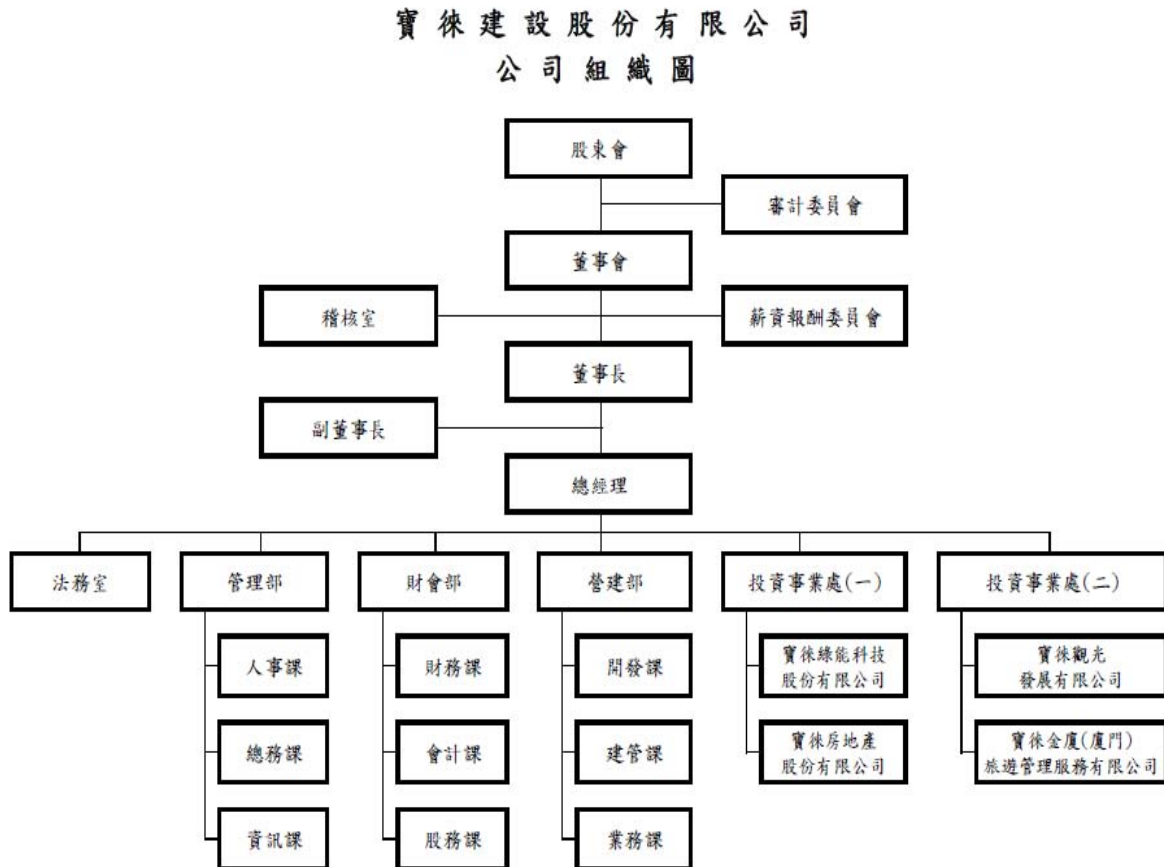 寶徠建設股份有限公司
公司組織圖
股東會
審計委員會
董事會
稽核室
薪資報酬委員會
董事長
副董事長
總經理
法務室
管理部
財會部
營建部
投資事業處(一)
投資事業處(二)
人事課
財務課
開發課
寶徠綠能科技
股份有限公司
寶徠觀光
發展有限公司
總務課
會計課
建管課
寶徠房地產
股份有限公司
寶徠金廈(廈門)
旅遊管理服務有限公司
資訊課
股務課
業務課